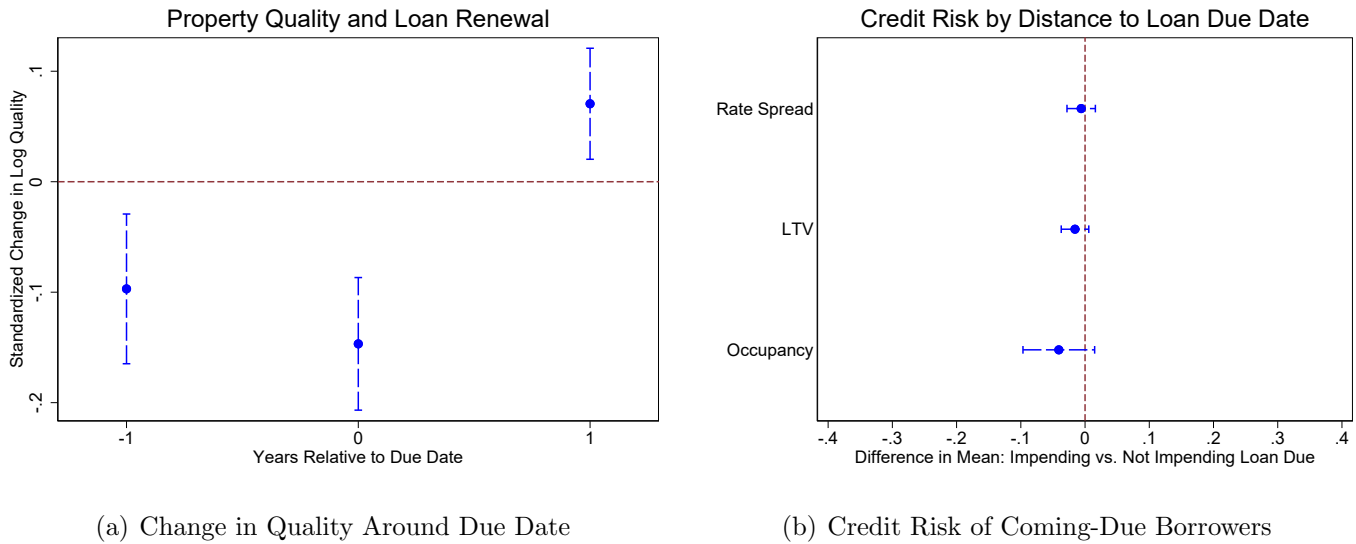 Property Quality and Loan Renewal
Standardized Change in Log Quality
.1
0
-.1
-.2
-1
0
1
Years Relative to Due Date
(a) Change in Quality Around Due Date
Credit Risk by Distance to Loan Due Date
Rate Spread
LTV
Occupancy
-.4
-.3
-.2
-.1
0
.1
.2
.3
.4
Difference in Mean: Impending vs. Not Impending Loan Due
(b) Credit Risk of Coming-Due Borrowers